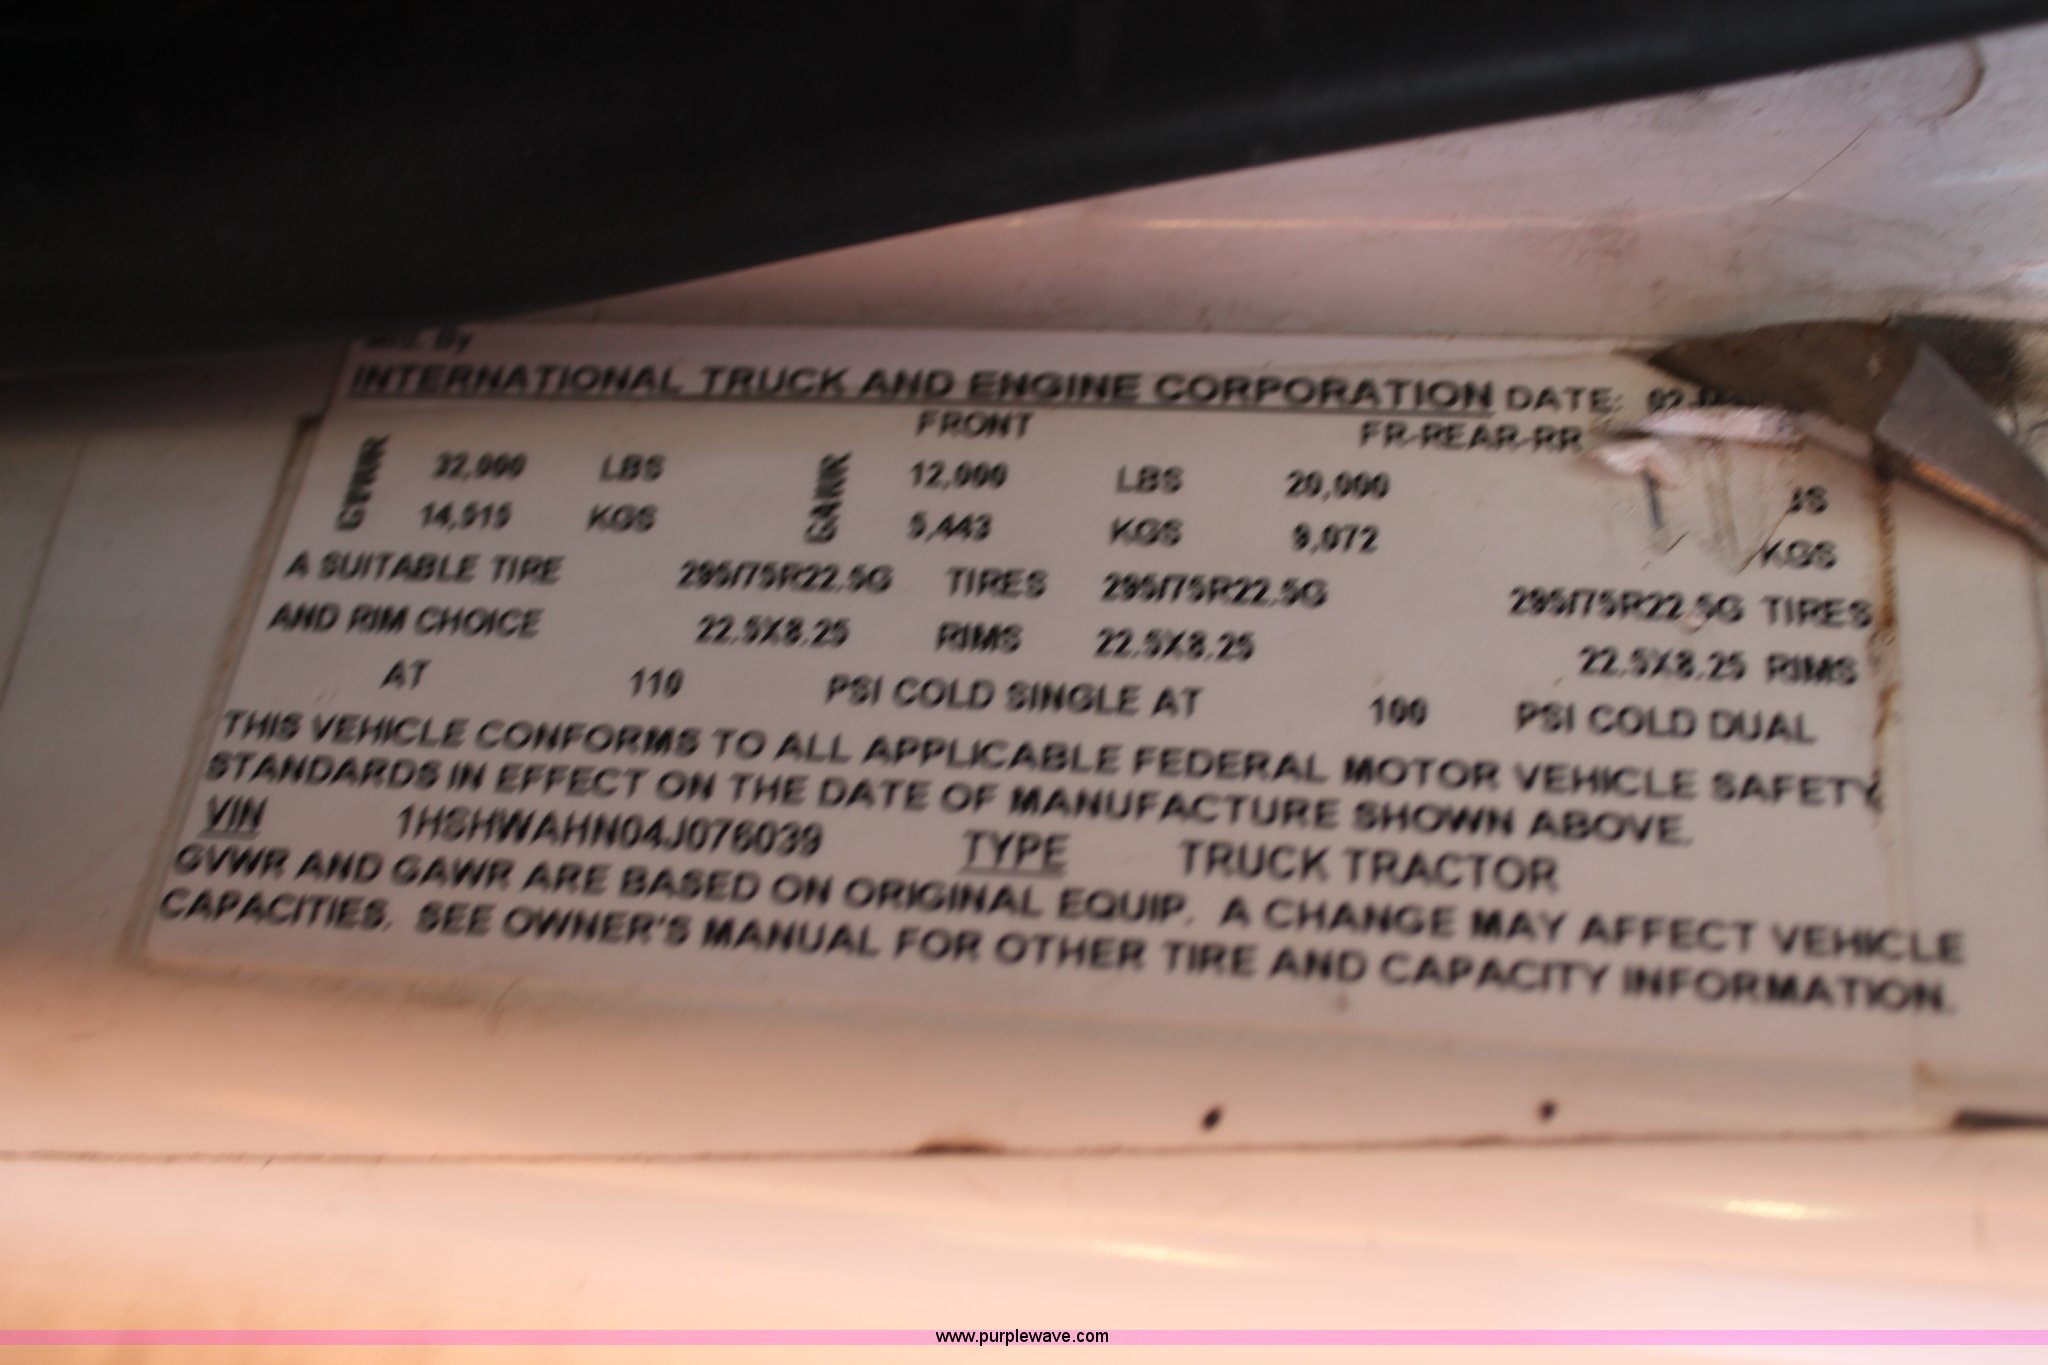 By
INTERNATIONAL TRUCK AND ENGINE CORPORATION DATE:
FRONT FR-REAR-RR
GVWR 32,000 LBS GAWR 12,000 LBS 20,000
14,515 KGS 5,443 KGS 9,072 KGS
A SUITABLE TIRE 295/75R22.5G TIRES 295/75R22.5G 295/75R22.5G TIRES
AND RIM CHOICE 22.5X8.25 RIMS 22.5X8.25 22.5X8.25 RIMS
AT 110 PSI COLD SINGLE AT 100 PSI COLD DUAL
THIS VEHICLE CONFORMS TO ALL APPLICABLE FEDERAL MOTOR VEHICLE SAFETY
STANDARDS IN EFFECT ON THE DATE OF MANUFACTURE SHOWN ABOVE.
VIN 1HSHWAHN04J076039 TYPE TRUCK TRACTOR
GVWR AND GAWR ARE BASED ON ORIGINAL EQUIP. A CHANGE MAY AFFECT VEHICLE
CAPACITIES. SEE OWNER'S MANUAL FOR OTHER TIRE AND CAPACITY INFORMATION.
www.purplewave.com